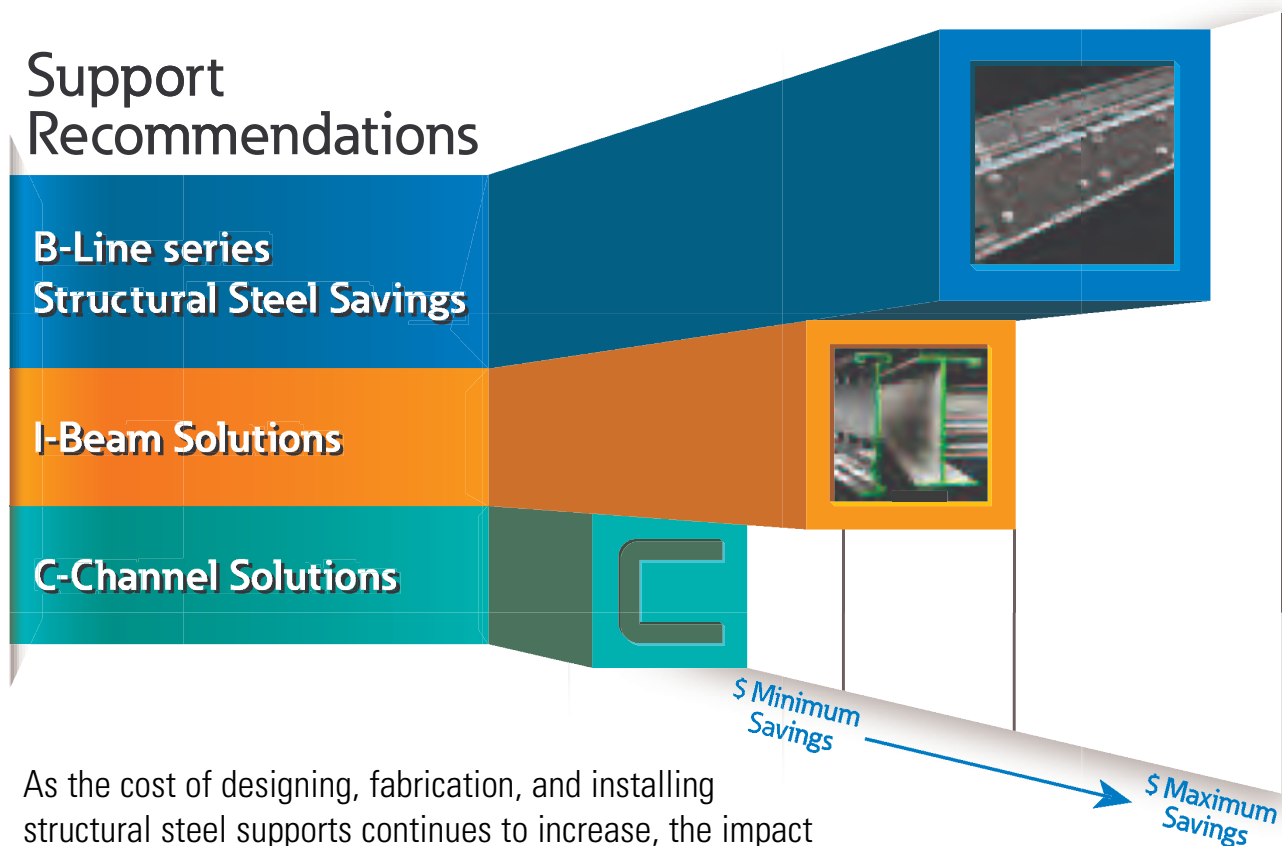 Support
Recommendations
B-Line series
Structural Steel Savings
I-Beam Solutions
C-Channel Solutions
$ Minimum
Savings
$ Maximum
Savings
As the cost of designing, fabrication, and installing
structural steel supports continues to increase, the impact